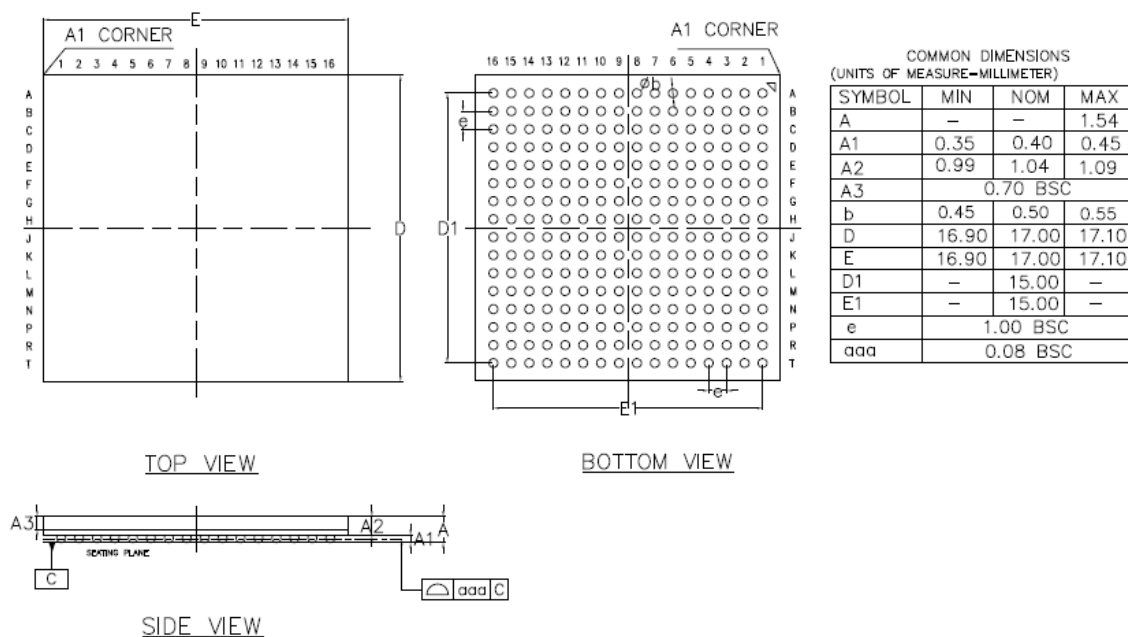 E
A1 CORNER
1 2 3 4 5 6 7 8 9 10 11 12 13 14 15 16
A
B
C
D
E
F
G
H
J
K
L
M
N
P
R
T
D
TOP VIEW
A1 CORNER
16 15 14 13 12 11 10 9 8 7 6 5 4 3 2 1
Øb
e
D1
A
B
C
D
E
F
G
H
J
K
L
M
N
P
R
T
e
E1
BOTTOM VIEW
COMMON DIMENSIONS
(UNITS OF MEASURE-MILLIMETER)
SYMBOL MIN NOM MAX
A – – 1.54
A1 0.35 0.40 0.45
A2 0.99 1.04 1.09
A3 0.70 BSC
b 0.45 0.50 0.55
D 16.90 17.00 17.10
E 16.90 17.00 17.10
D1 – 15.00 –
E1 – 15.00 –
e 1.00 BSC
aaa 0.08 BSC
A3 A2 A
A1
SEATING PLANE
C
aaa C
SIDE VIEW